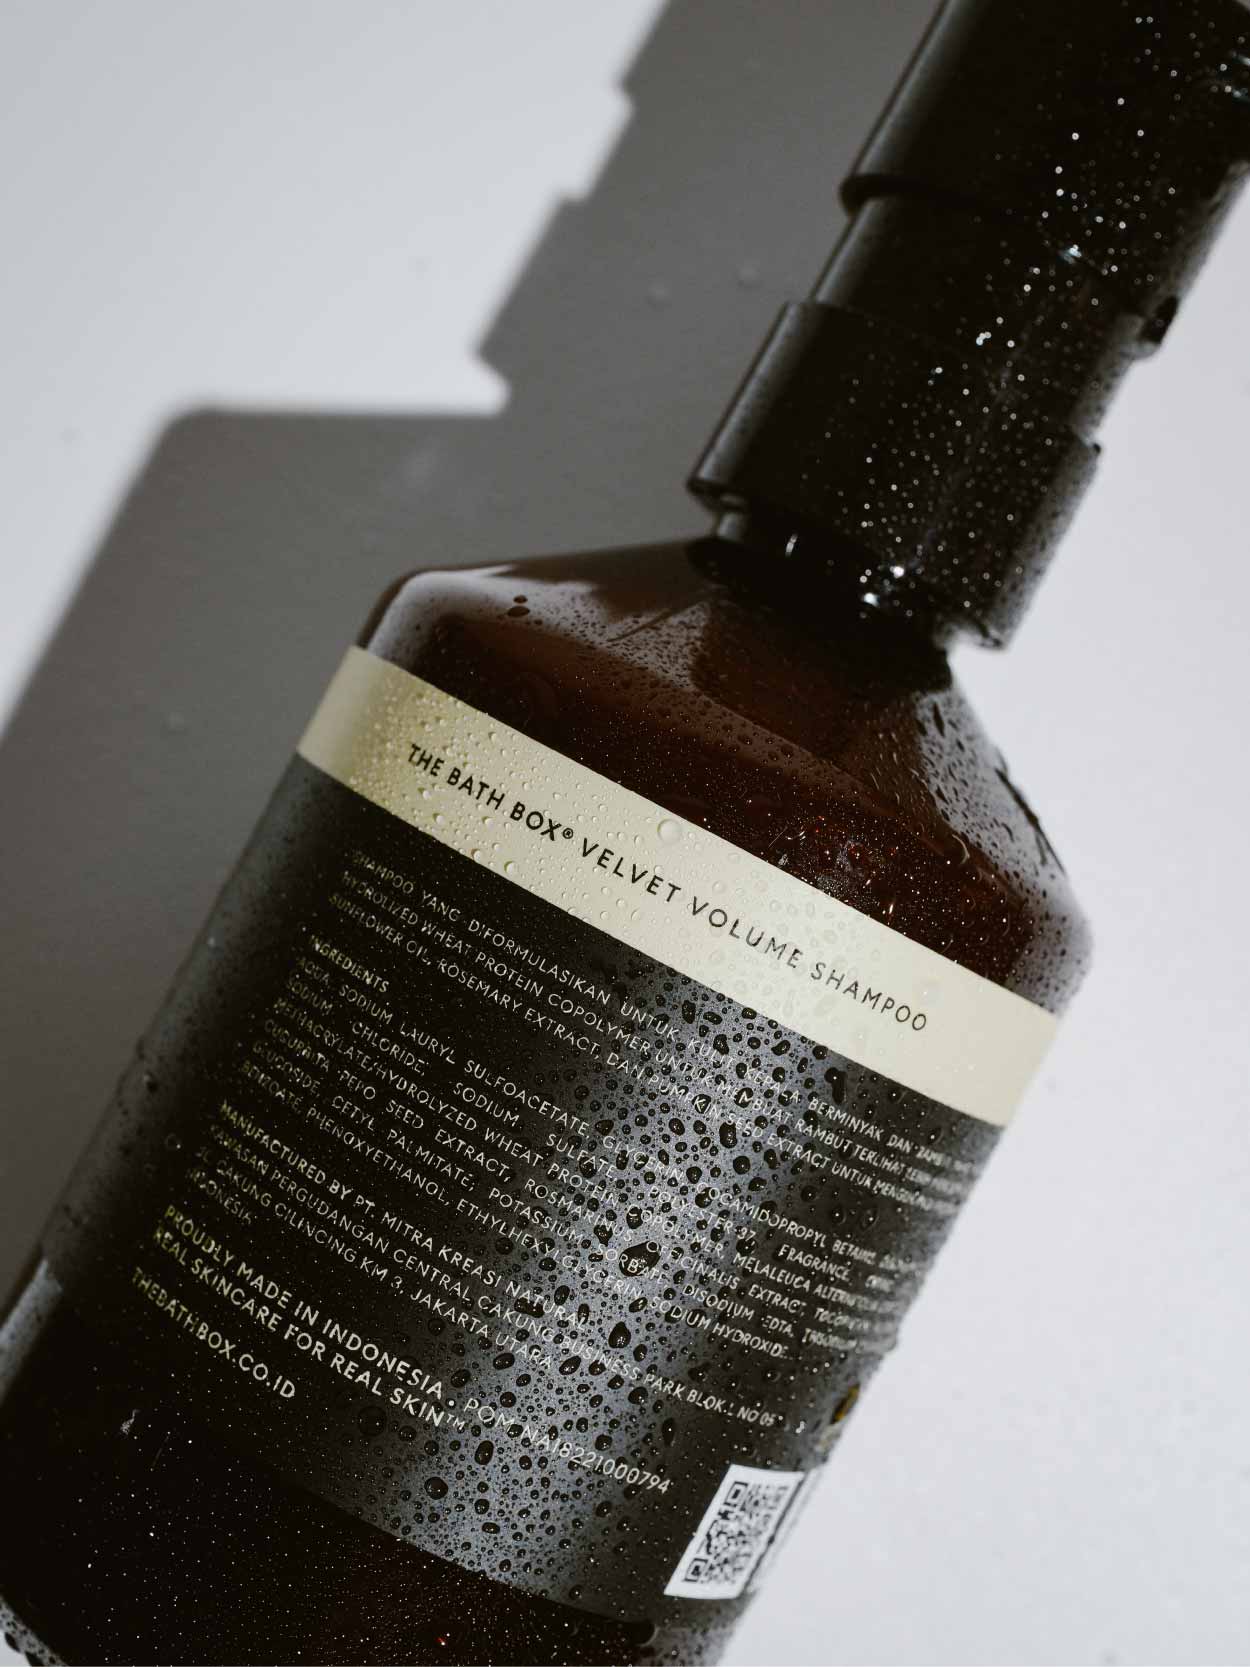 THE BATH BOX® VELVET VOLUME SHAMPOO
SHAMPOO YANG DIFORMULASIKAN UNTUK KULIT KEPALA BERMINYAK DAN
HYDROLIZED WHEAT PROTEIN COPOLYMER UNTUK MEMBUAT RAMBUT TERLIHAT LEBIH
SUNFLOWER OIL, ROSEMARY EXTRACT, DAN PUMPKIN SEED EXTRACT UNTUK
INGREDIENTS
AQUA, SODIUM LAURYL SULFOACETATE, GLYCERIN, COCAMIDOPROPYL BETAINE,
SODIUM CHLORIDE, SODIUM SULFATE, POLYESTER-37, FRAGRANCE,
METHACRYLATE/HYDROLYZED WHEAT PROTEIN COPOLYMER, MELALEUCA ALTERNIFOLIA
CUCURBITA PEPO SEED EXTRACT, ROSMARINUS OFFICINALIS EXTRACT,
GLUCOSIDE, CETYL PALMITATE, POTASSIUM SORBATE, DISODIUM EDTA,
BENZOATE, PHENOXYETHANOL, ETHYLHEXYLGLYCERIN, SODIUM HYDROXIDE.
MANUFACTURED BY PT. MITRA KREASI NATURAL
KAWASAN PERGUDANGAN CENTRAL CAKUNG BUSINESS PARK BLOK I NO 05
JL CAKUNG CILINCING KM 3, JAKARTA UTARA
INDONESIA
PROUDLY MADE IN INDONESIA . POM NA18221000794
REAL SKINCARE FOR REAL SKIN™
THEBATHBOX.CO.ID